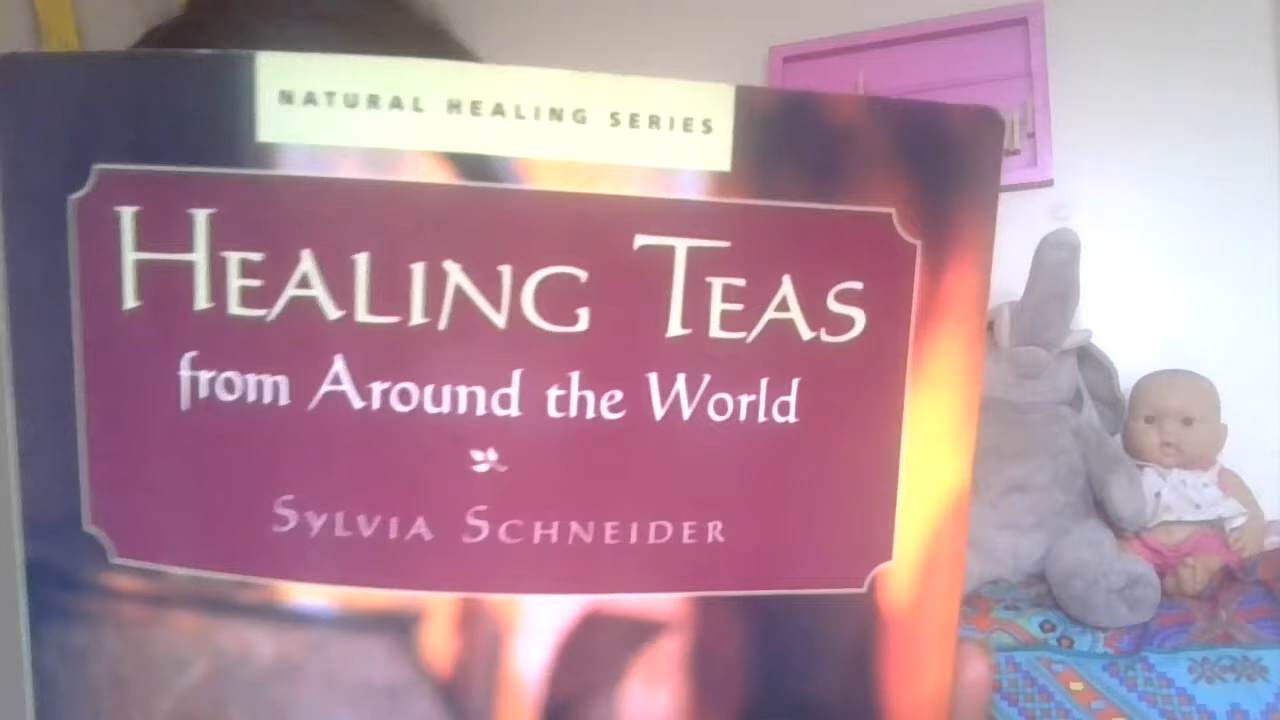 NATURAL HEALING SERIES
HEALING TEAS
from Around the World
SYLVIA SCHNEIDER